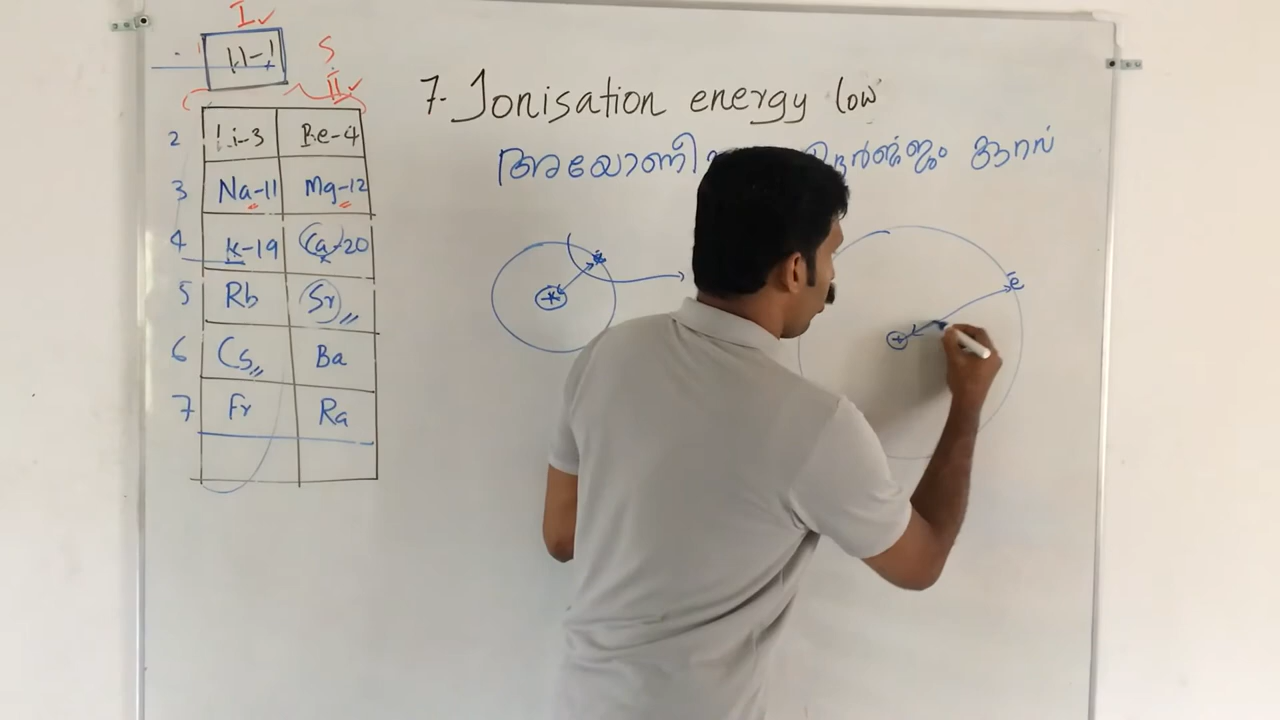 I✓
H-1
S
II✓
7. Ionisation energy low
2 Li-3 Be-4
3 Na-11 Mg-12
4 K-19 Ca-20
5 Rb Sr
6 Cs Ba
7 Fr Ra
കുറവ്
+ e
+ e